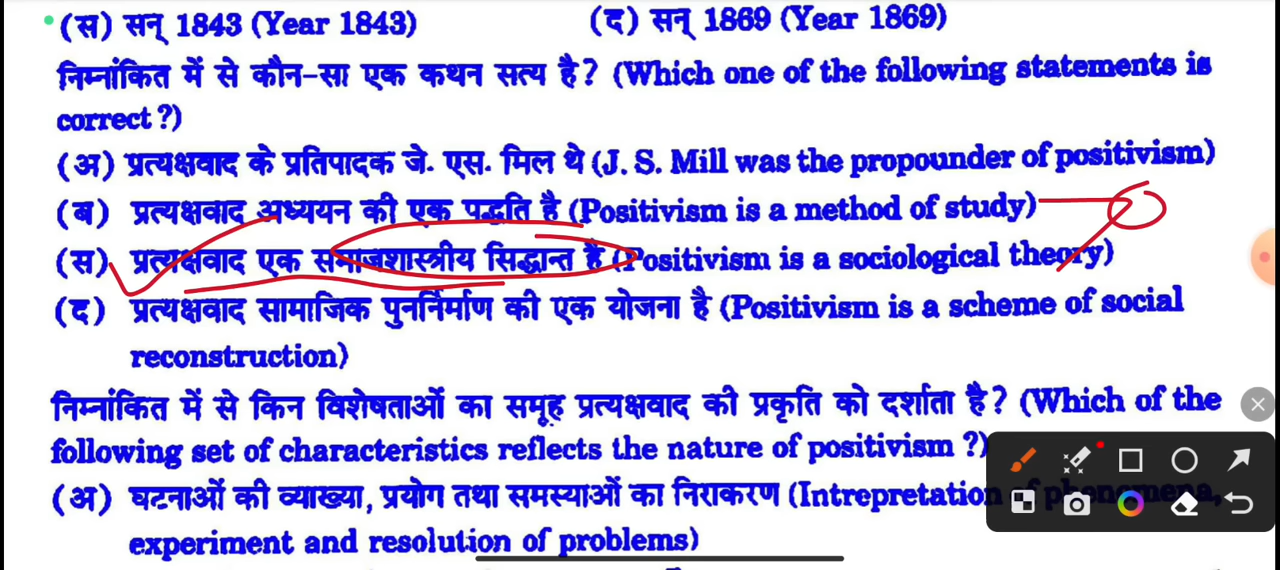 (स) सन् 1843 (Year 1843) (द) सन् 1869 (Year 1869)
निम्नांकित में से कौन-सा एक कथन सत्य है? (Which one of the following statements is
correct ?)
(अ) प्रत्यक्षवाद के प्रतिपादक जे. एस. मिल थे (J. S. Mill was the propounder of positivism)
(ब) प्रत्यक्षवाद अध्ययन की एक पद्धति है (Positivism is a method of study)
(स) प्रत्यक्षवाद एक समाजशास्त्रीय सिद्धान्त है (Positivism is a sociological theory)
(द) प्रत्यक्षवाद सामाजिक पुनर्निर्माण की एक योजना है (Positivism is a scheme of social
reconstruction)
निम्नांकित में से किन विशेषताओं का समूह प्रत्यक्षवाद की प्रकृति को दर्शाता है? (Which of the
following set of characteristics reflects the nature of positivism ?)
(अ) घटनाओं की व्याख्या, प्रयोग तथा समस्याओं का निराकरण (Intrepretation of phenomena,
experiment and resolution of problems)